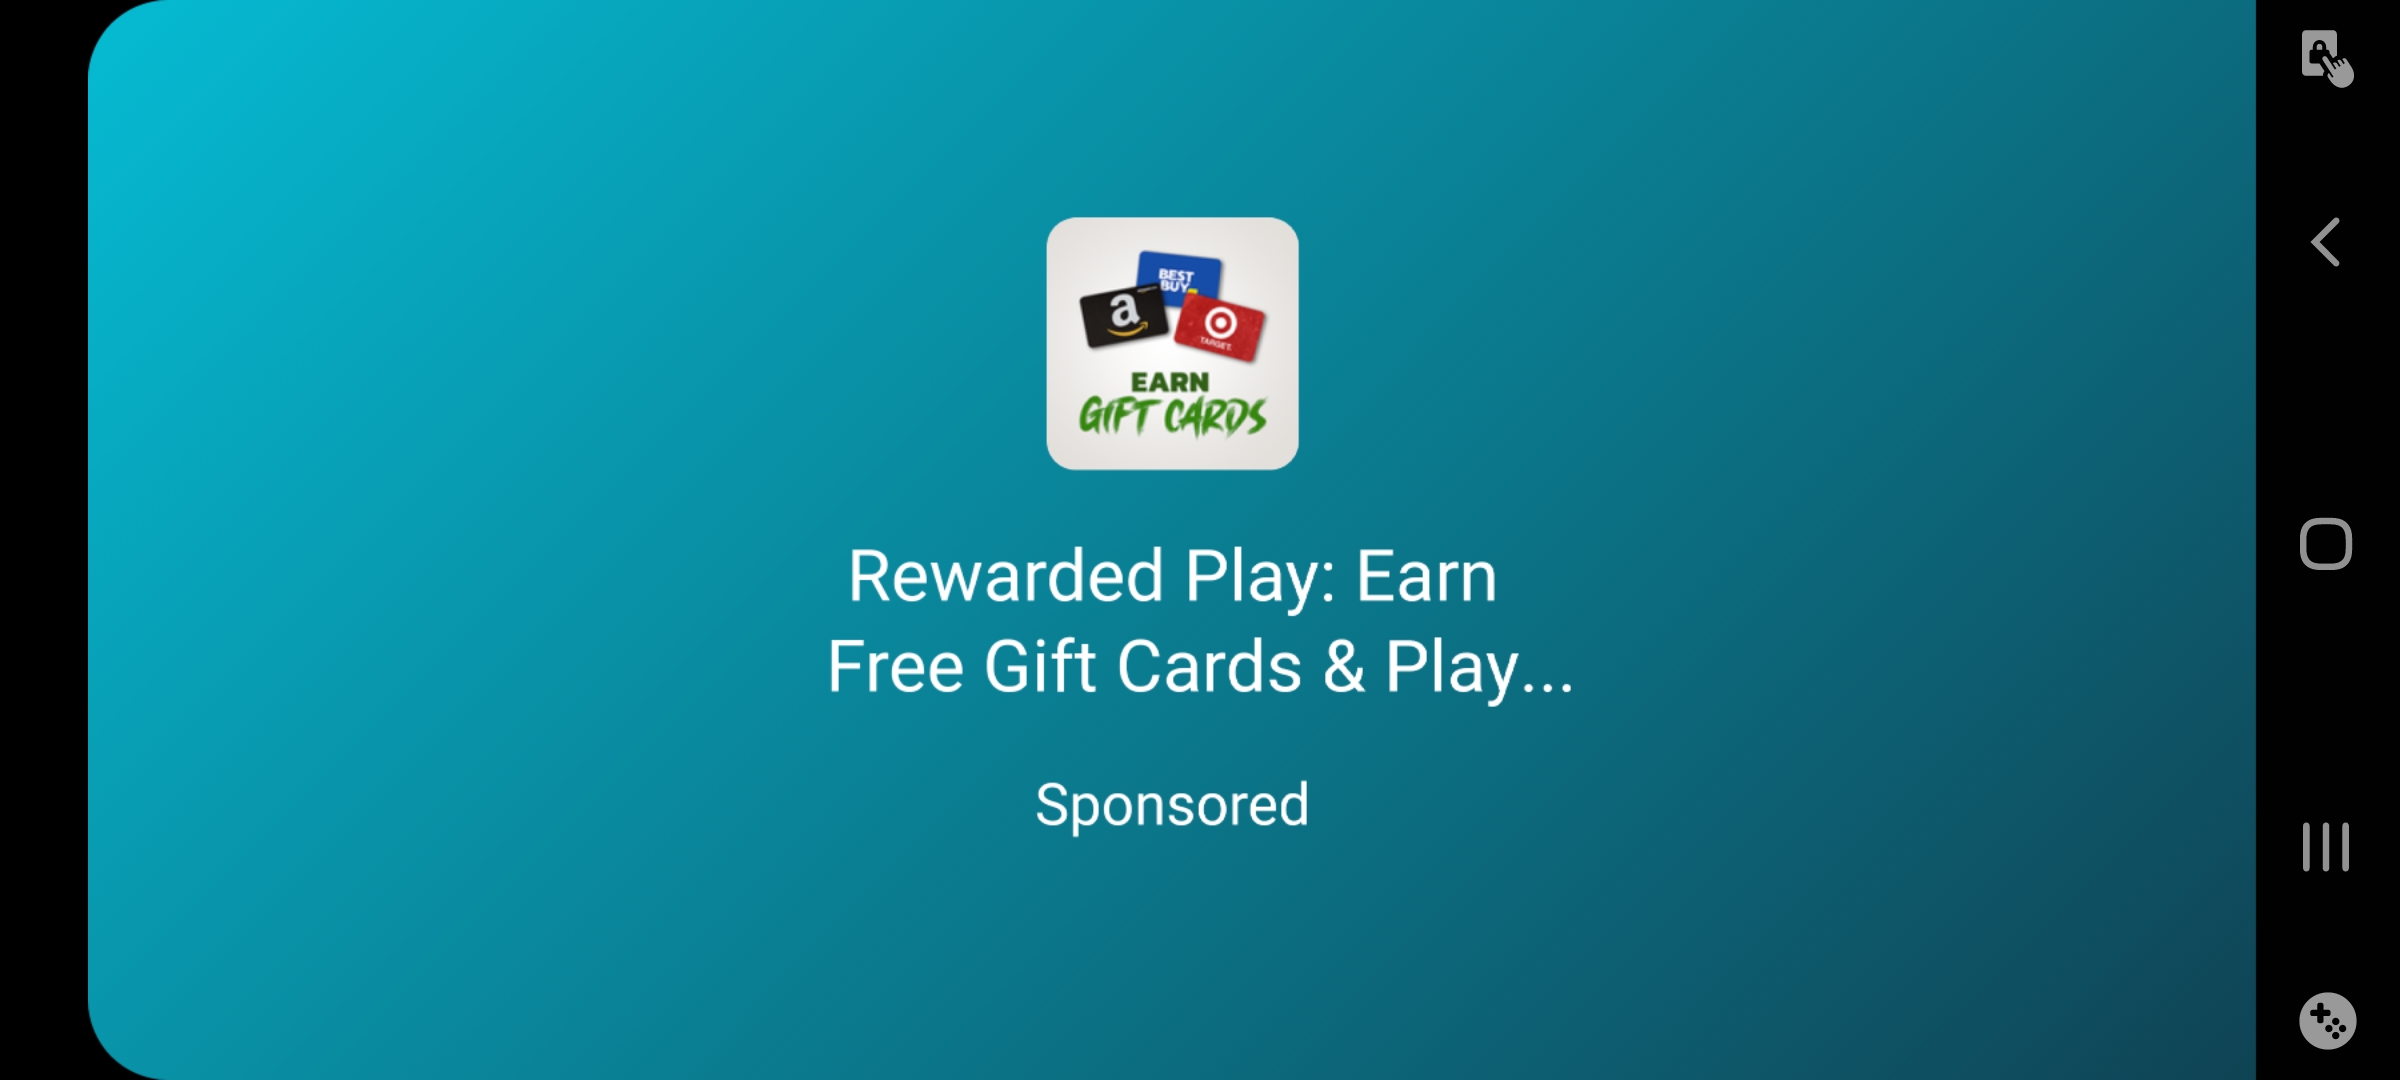 BEST
BUY
a
TARGET
EARN
GIFT CARDS
Rewarded Play: Earn
Free Gift Cards & Play...
Sponsored